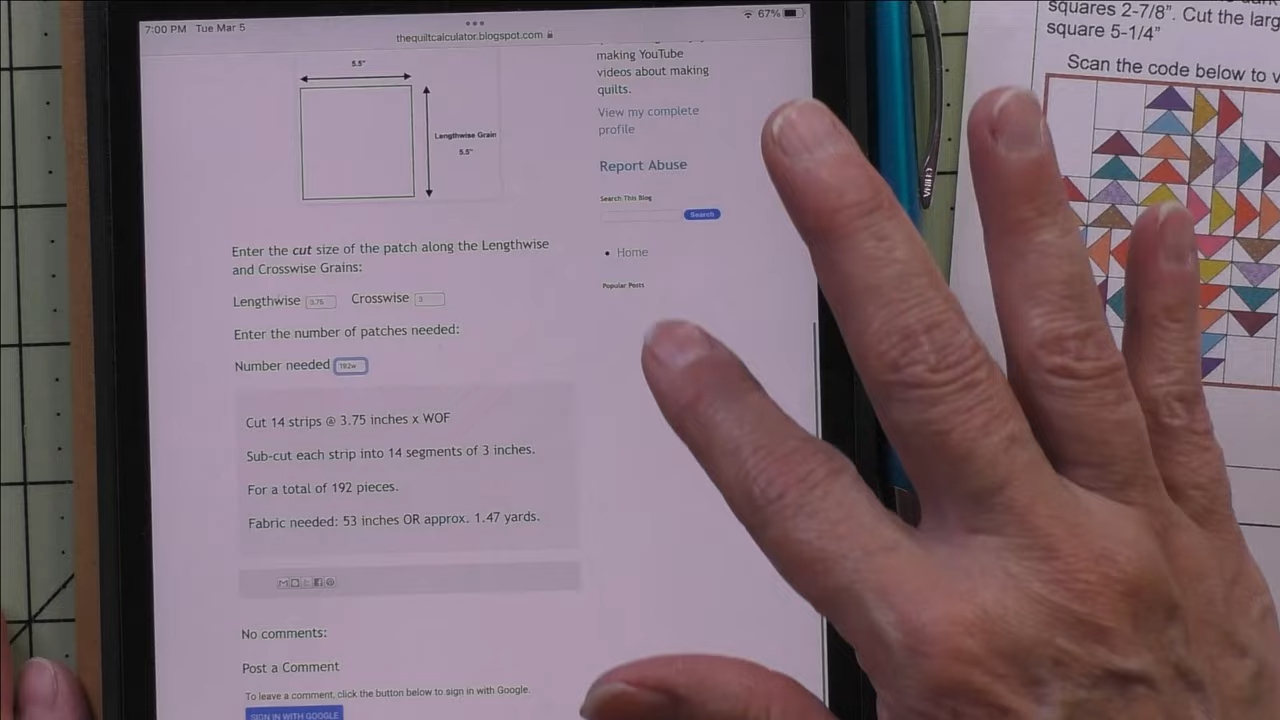 7:00 PM Tue Mar 5
67%
thequiltcalculator.blogspot.com
5.5"
Lengthwise Grain
5.5"
making YouTube
videos about making
quilts.
View my complete
profile
Report Abuse
Search This Blog
Search
Home
Popular Posts
Enter the cut size of the patch along the Lengthwise
and Crosswise Grains:
Lengthwise 3.75 Crosswise 3
Enter the number of patches needed:
Number needed 192w
Cut 14 strips @ 3.75 inches x WOF
Sub-cut each strip into 14 segments of 3 inches.
For a total of 192 pieces.
Fabric needed: 53 inches OR approx. 1.47 yards.
No comments:
Post a Comment
To leave a comment, click the button below to sign in with Google.
SIGN IN WITH GOOGLE
CHINA
squares 2-7/8". Cut the larg
square 5-1/4"
Scan the code below to v